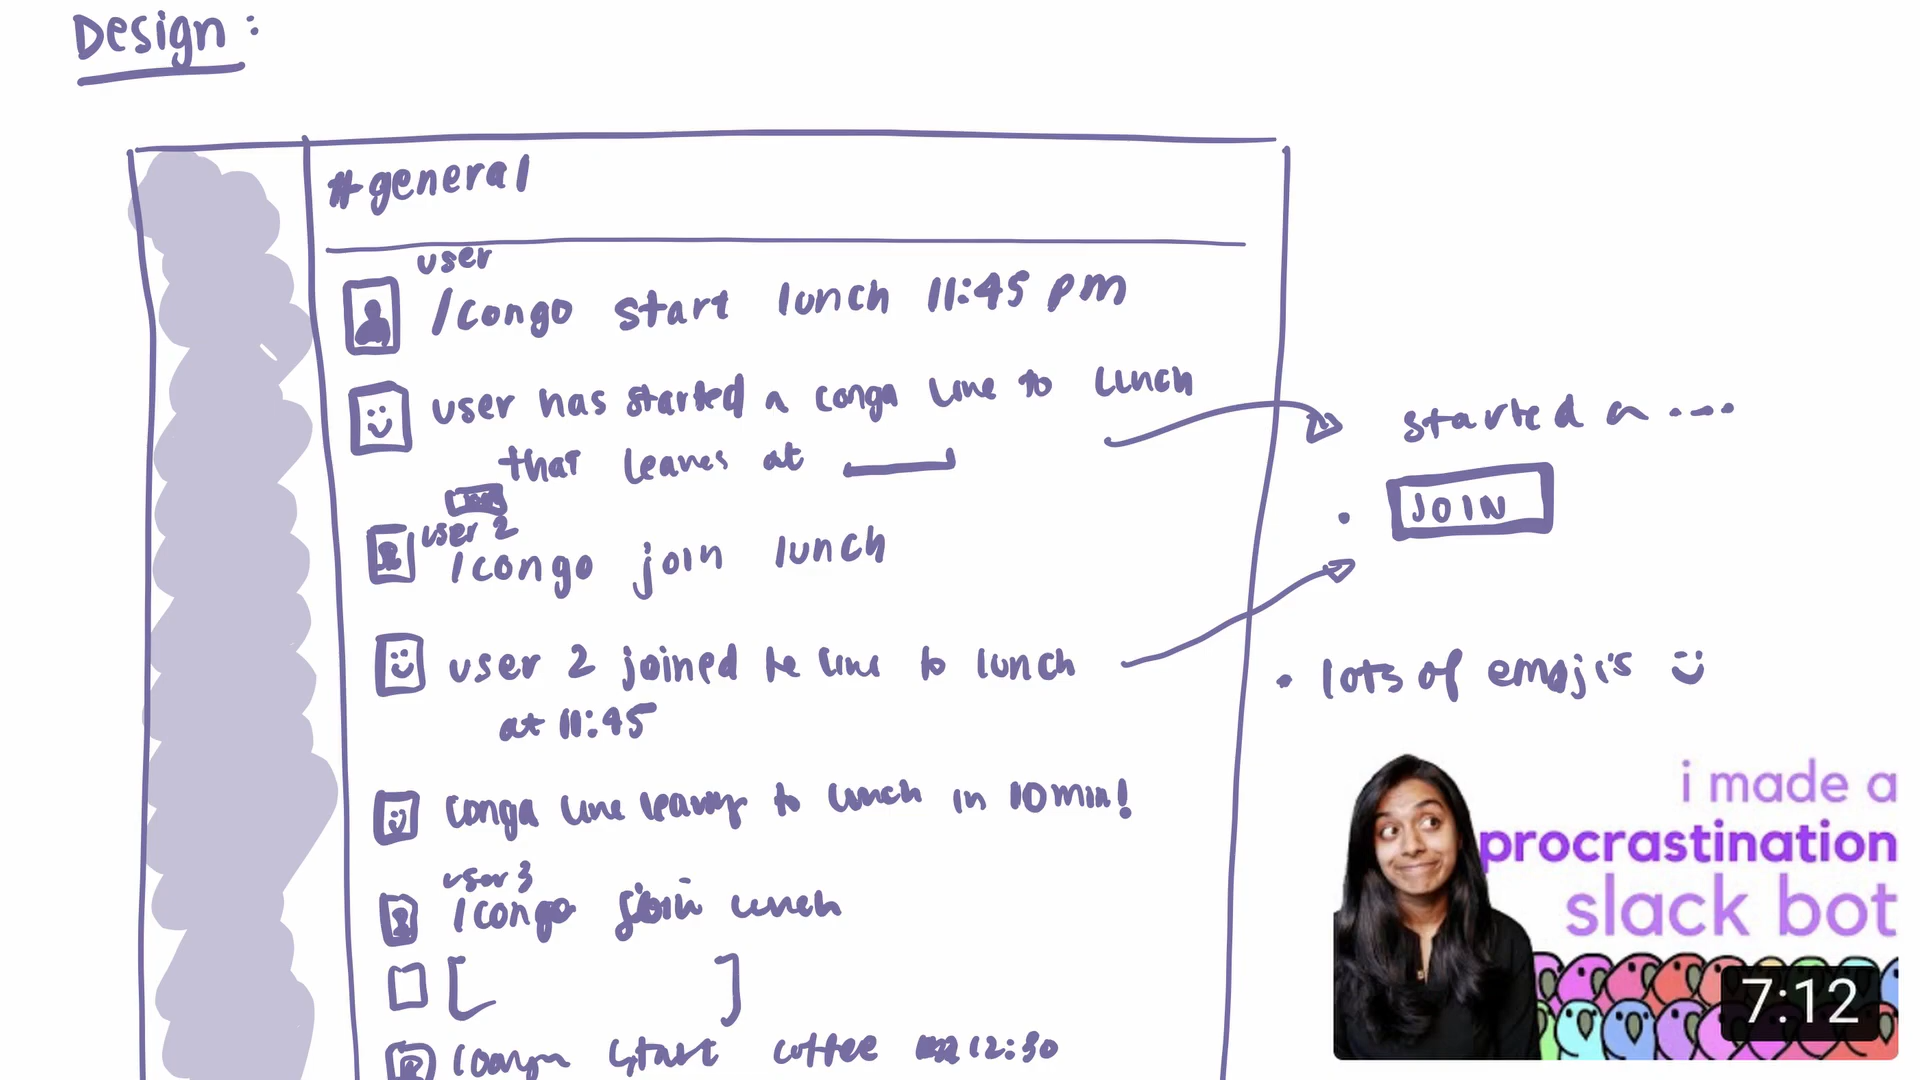 Design:
#general
user
/congo start lunch 11:45 pm
user has started a conga line to lunch
that leaves at
started a ....
JOIN
user 2
/congo join lunch
user 2 joined te line to lunch
at 11:45
lots of emoji's
conga line leaving to lunch in 10 min!
user 3
/congo join lunch
start coffee 12:30
i made a
procrastination
slack bot
7:12